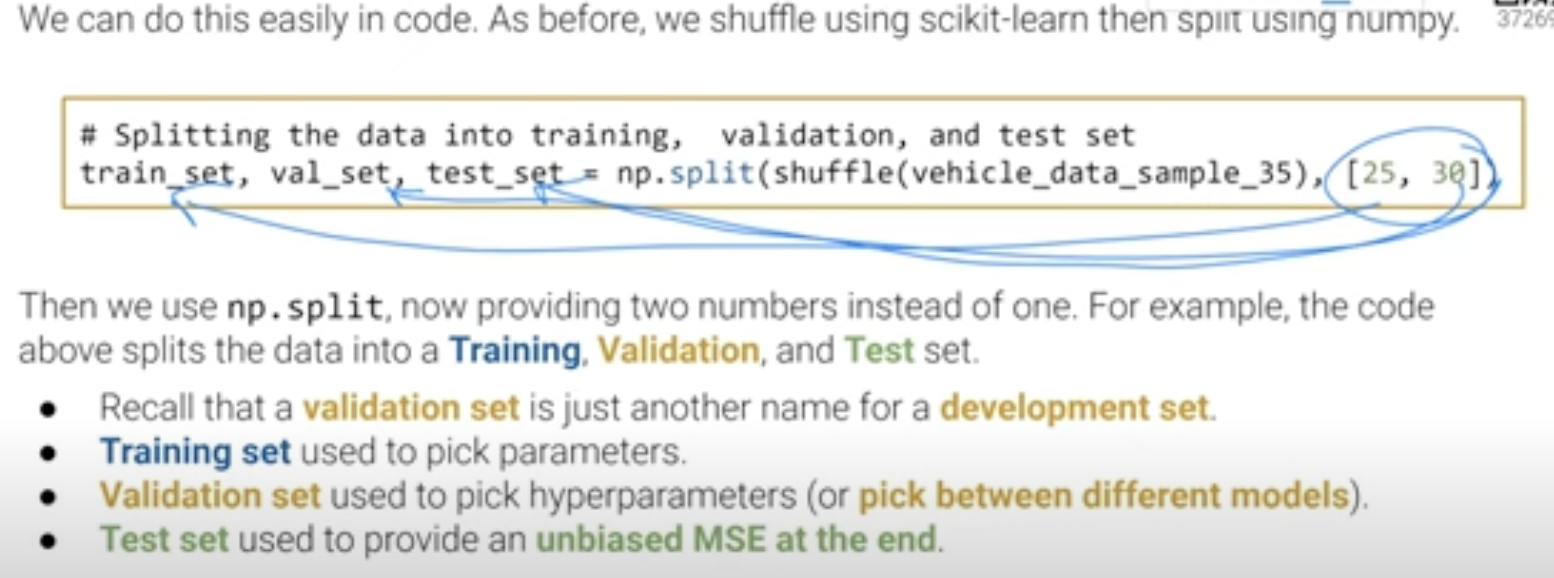 We can do this easily in code. As before, we shuffle using scikit-learn then split using numpy.
37269
# Splitting the data into training,  validation, and test set
train_set, val_set, test_set = np.split(shuffle(vehicle_data_sample_35), [25, 30])
Then we use np.split, now providing two numbers instead of one. For example, the code
above splits the data into a Training, Validation, and Test set.
● Recall that a validation set is just another name for a development set.
● Training set used to pick parameters.
● Validation set used to pick hyperparameters (or pick between different models).
● Test set used to provide an unbiased MSE at the end.